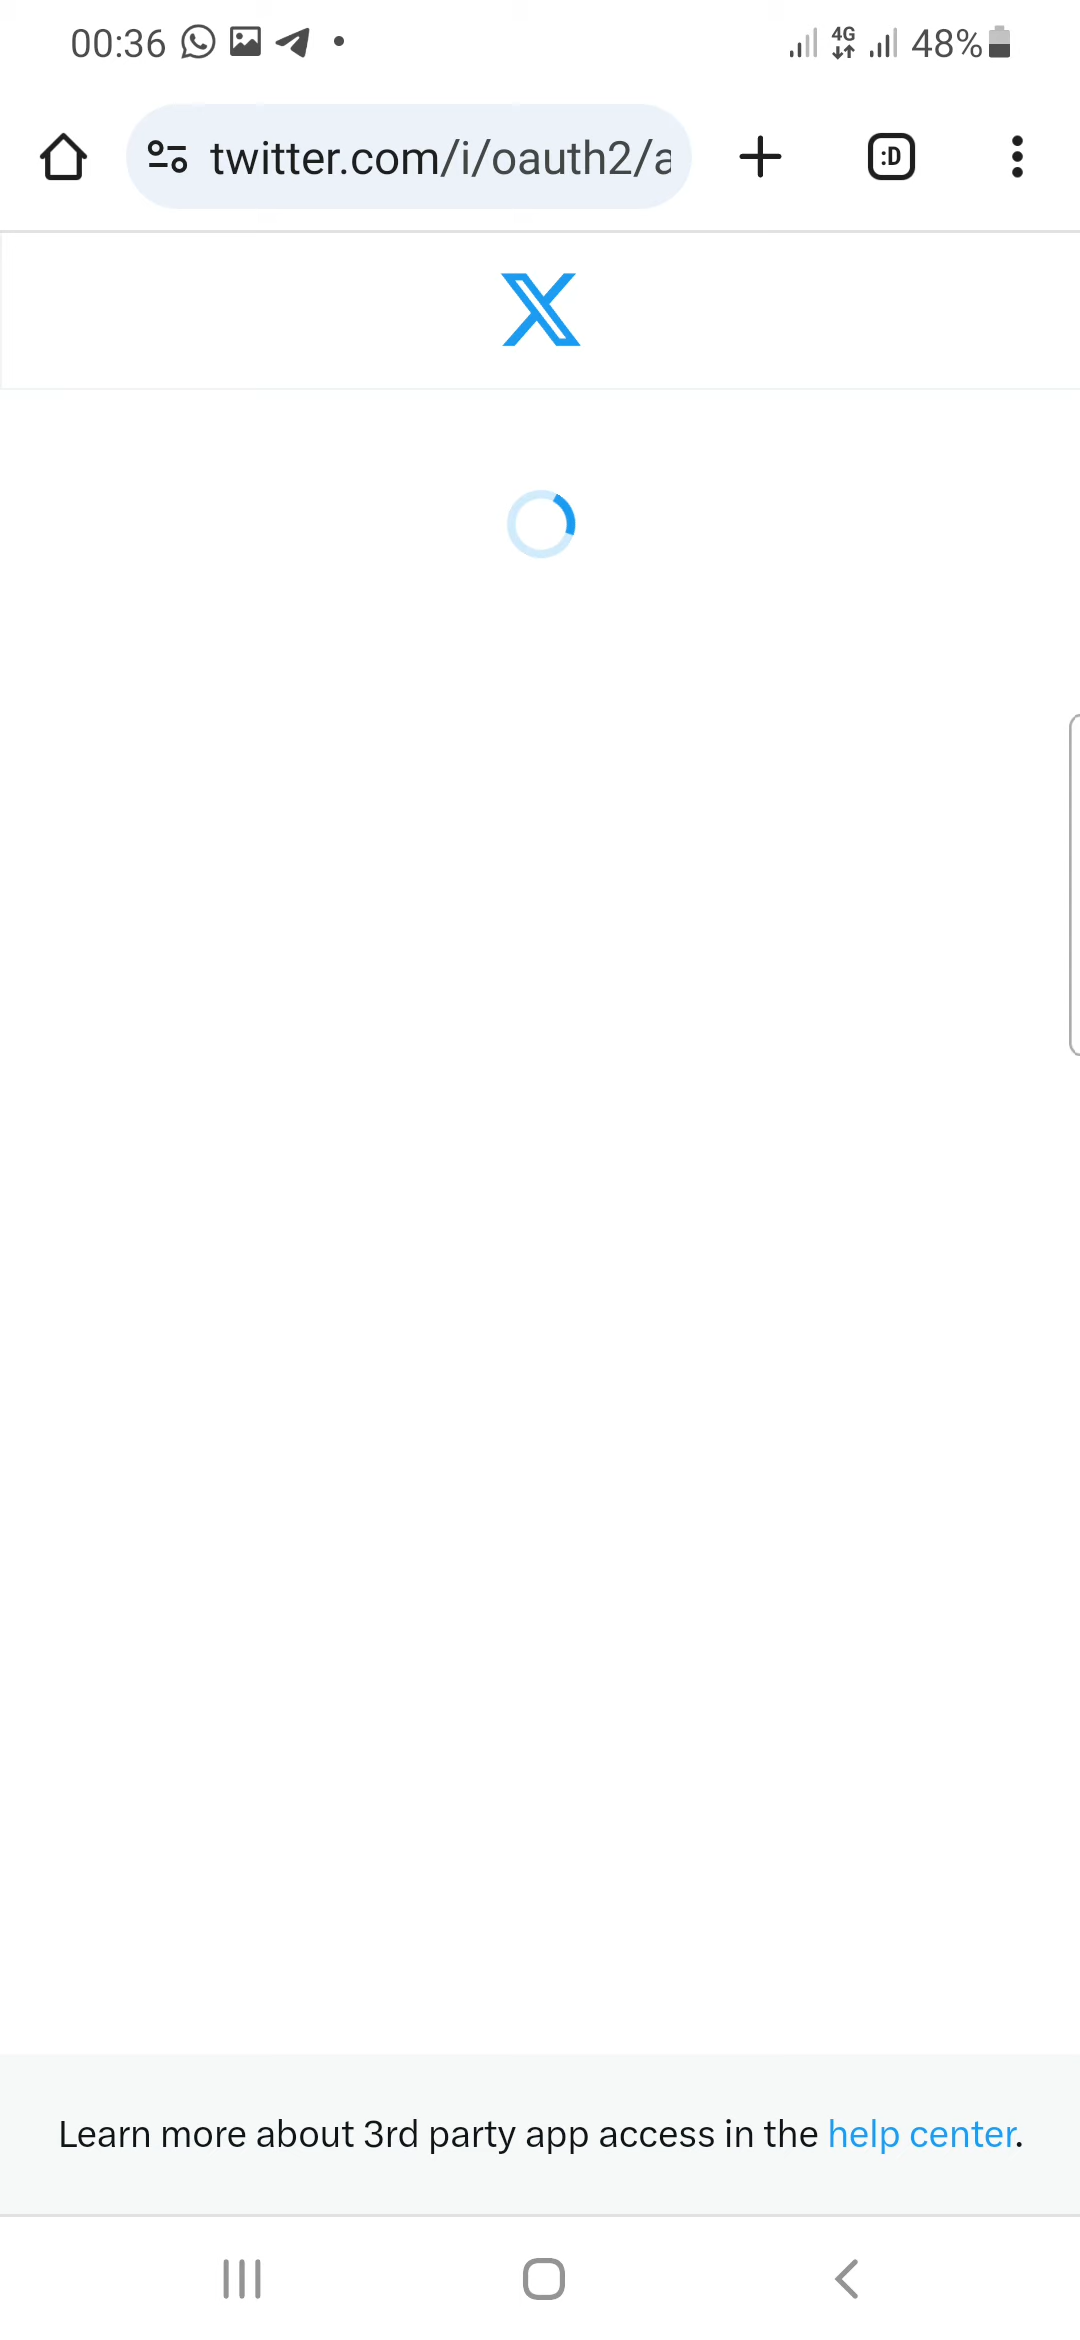 00:36
4G
48%
twitter.com/i/oauth2/a
:D
Learn more about 3rd party app access in the help center.